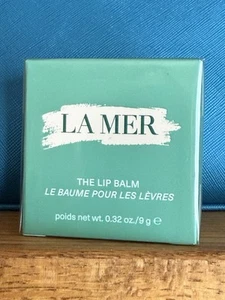 LA MER
THE LIP BALM
LE BAUME POUR LES LÈVRES
poids net wt. 0.32 oz./9 g ℮